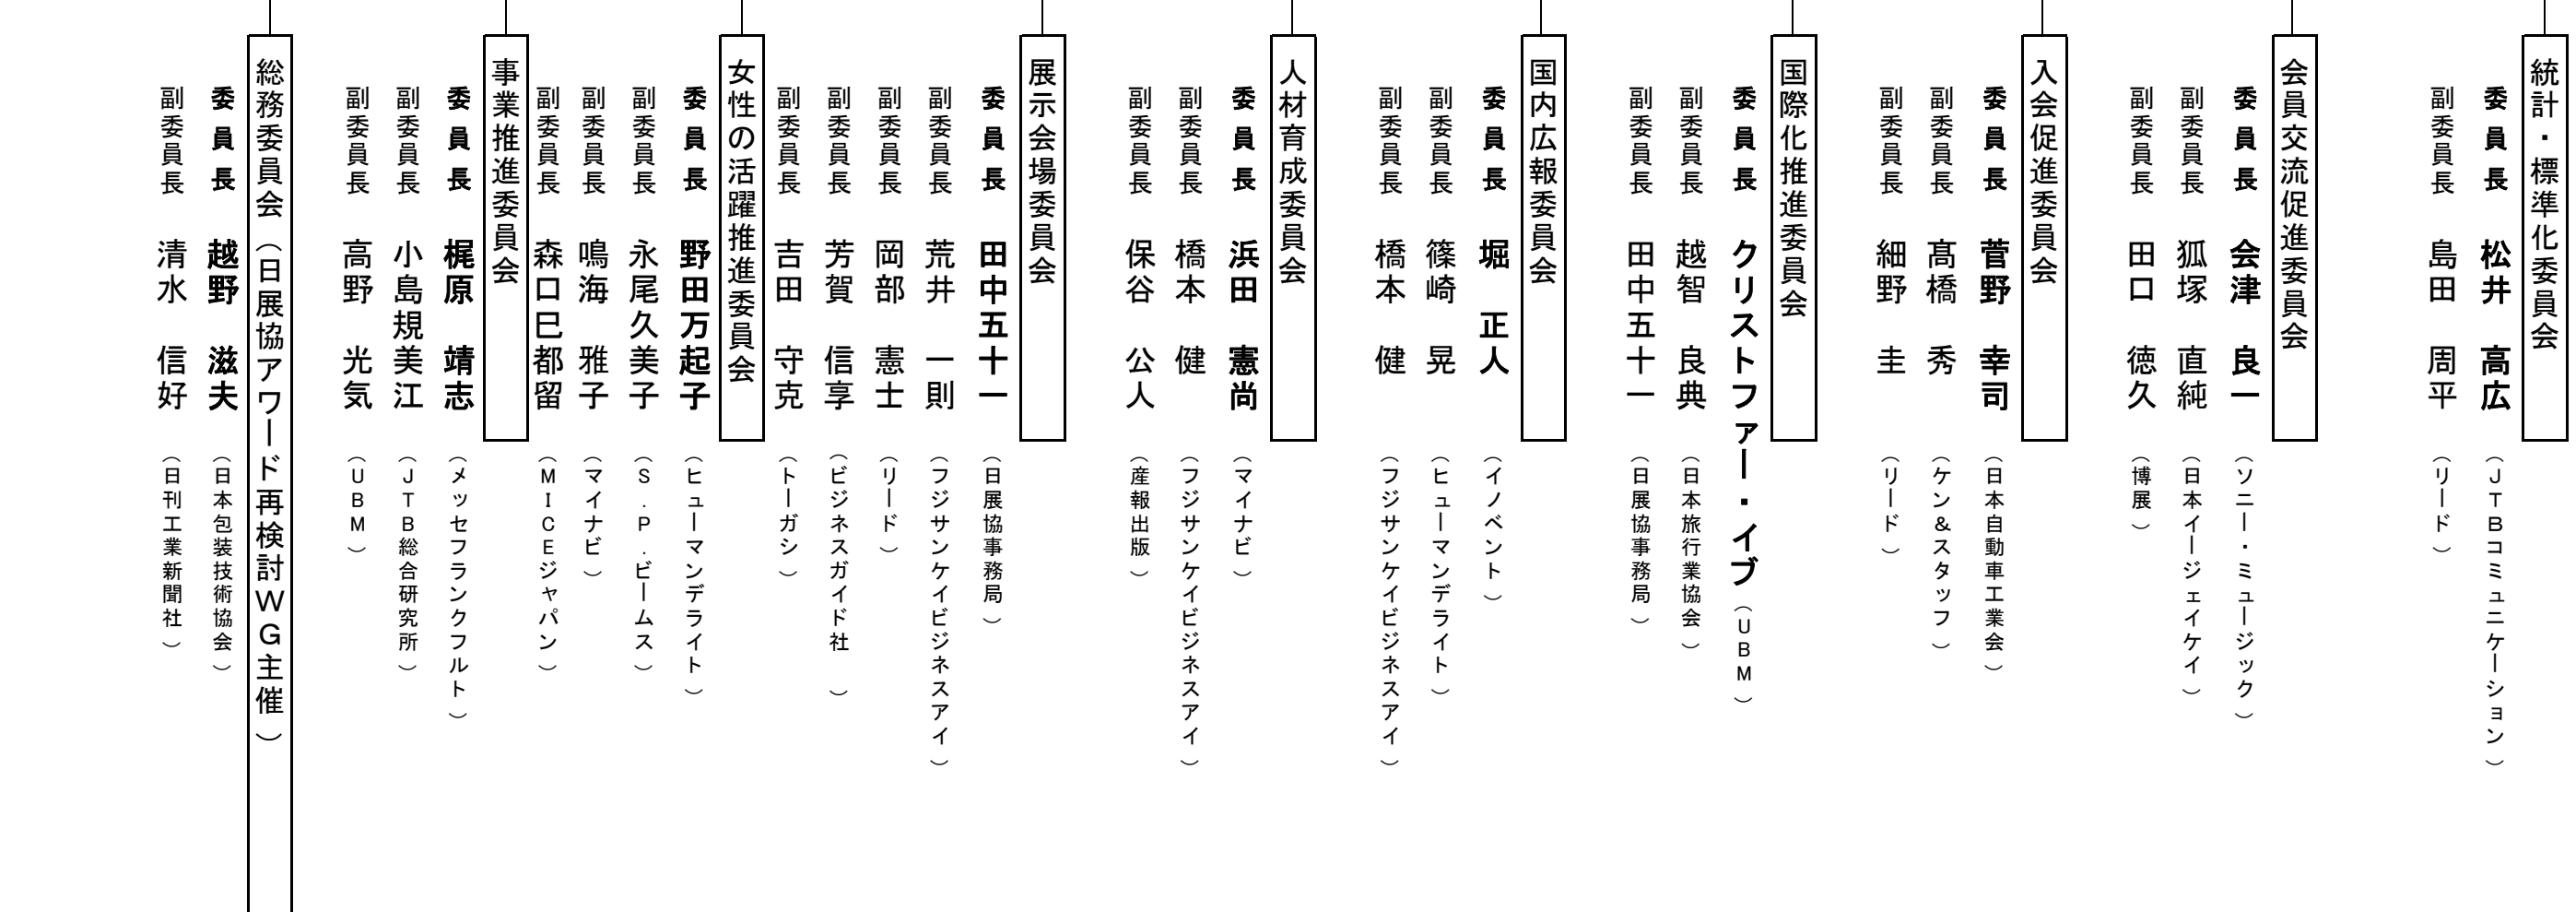 統計・標準化委員会
委員長 松井 高広 （ＪＴＢコミュニケーション）
副委員長 島田 周平 （リード）
会員交流促進委員会
委員長 会津 良一 （ソニー・ミュージック）
副委員長 狐塚 直純 （日本イージェイケイ）
副委員長 田口 徳久 （博展）
入会促進委員会
委員長 菅野 幸司 （日本自動車工業会）
副委員長 髙橋 秀 （ケン＆スタッフ）
副委員長 細野 圭 （リード）
国際化推進委員会
委員長 クリストファー・イブ （ＵＢＭ）
副委員長 越智 良典 （日本旅行業協会）
副委員長 田中五十一 （日展協事務局）
国内広報委員会
委員長 堀 正人 （イノベント）
副委員長 篠崎 晃 （ヒューマンデライト）
副委員長 橋本 健 （フジサンケイビジネスアイ）
人材育成委員会
委員長 浜田 憲尚 （マイナビ）
副委員長 橋本 健 （フジサンケイビジネスアイ）
副委員長 保谷 公人 （産報出版）
展示会場委員会
委員長 田中五十一 （日展協事務局）
副委員長 荒井 一則 （フジサンケイビジネスアイ）
副委員長 岡部 憲士 （リード）
副委員長 芳賀 信享 （ビジネスガイド社 ）
副委員長 吉田 守克 （トーガシ）
女性の活躍推進委員会
委員長 野田万起子 （ヒューマンデライト）
副委員長 永尾久美子 （Ｓ．Ｐ．ビームス）
副委員長 鳴海 雅子 （マイナビ）
副委員長 森口巳都留 （ＭＩＣＥジャパン）
事業推進委員会
委員長 梶原 靖志 （メッセフランクフルト）
副委員長 小島規美江 （ＪＴＢ総合研究所）
副委員長 高野 光気 （ＵＢＭ）
総務委員会（日展協アワード再検討ＷＧ主催）
委員長 越野 滋夫 （日本包装技術協会）
副委員長 清水 信好 （日刊工業新聞社）